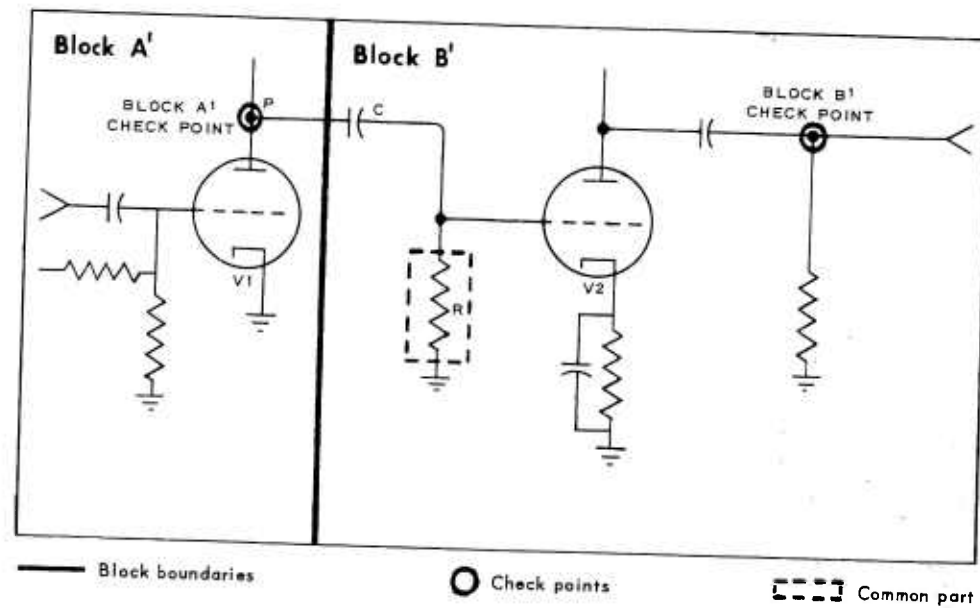 Block A'
Block B'
BLOCK A'
CHECK POINT
P
C
BLOCK B'
CHECK POINT
V1
R
V2
Block boundaries
Check points
Common part